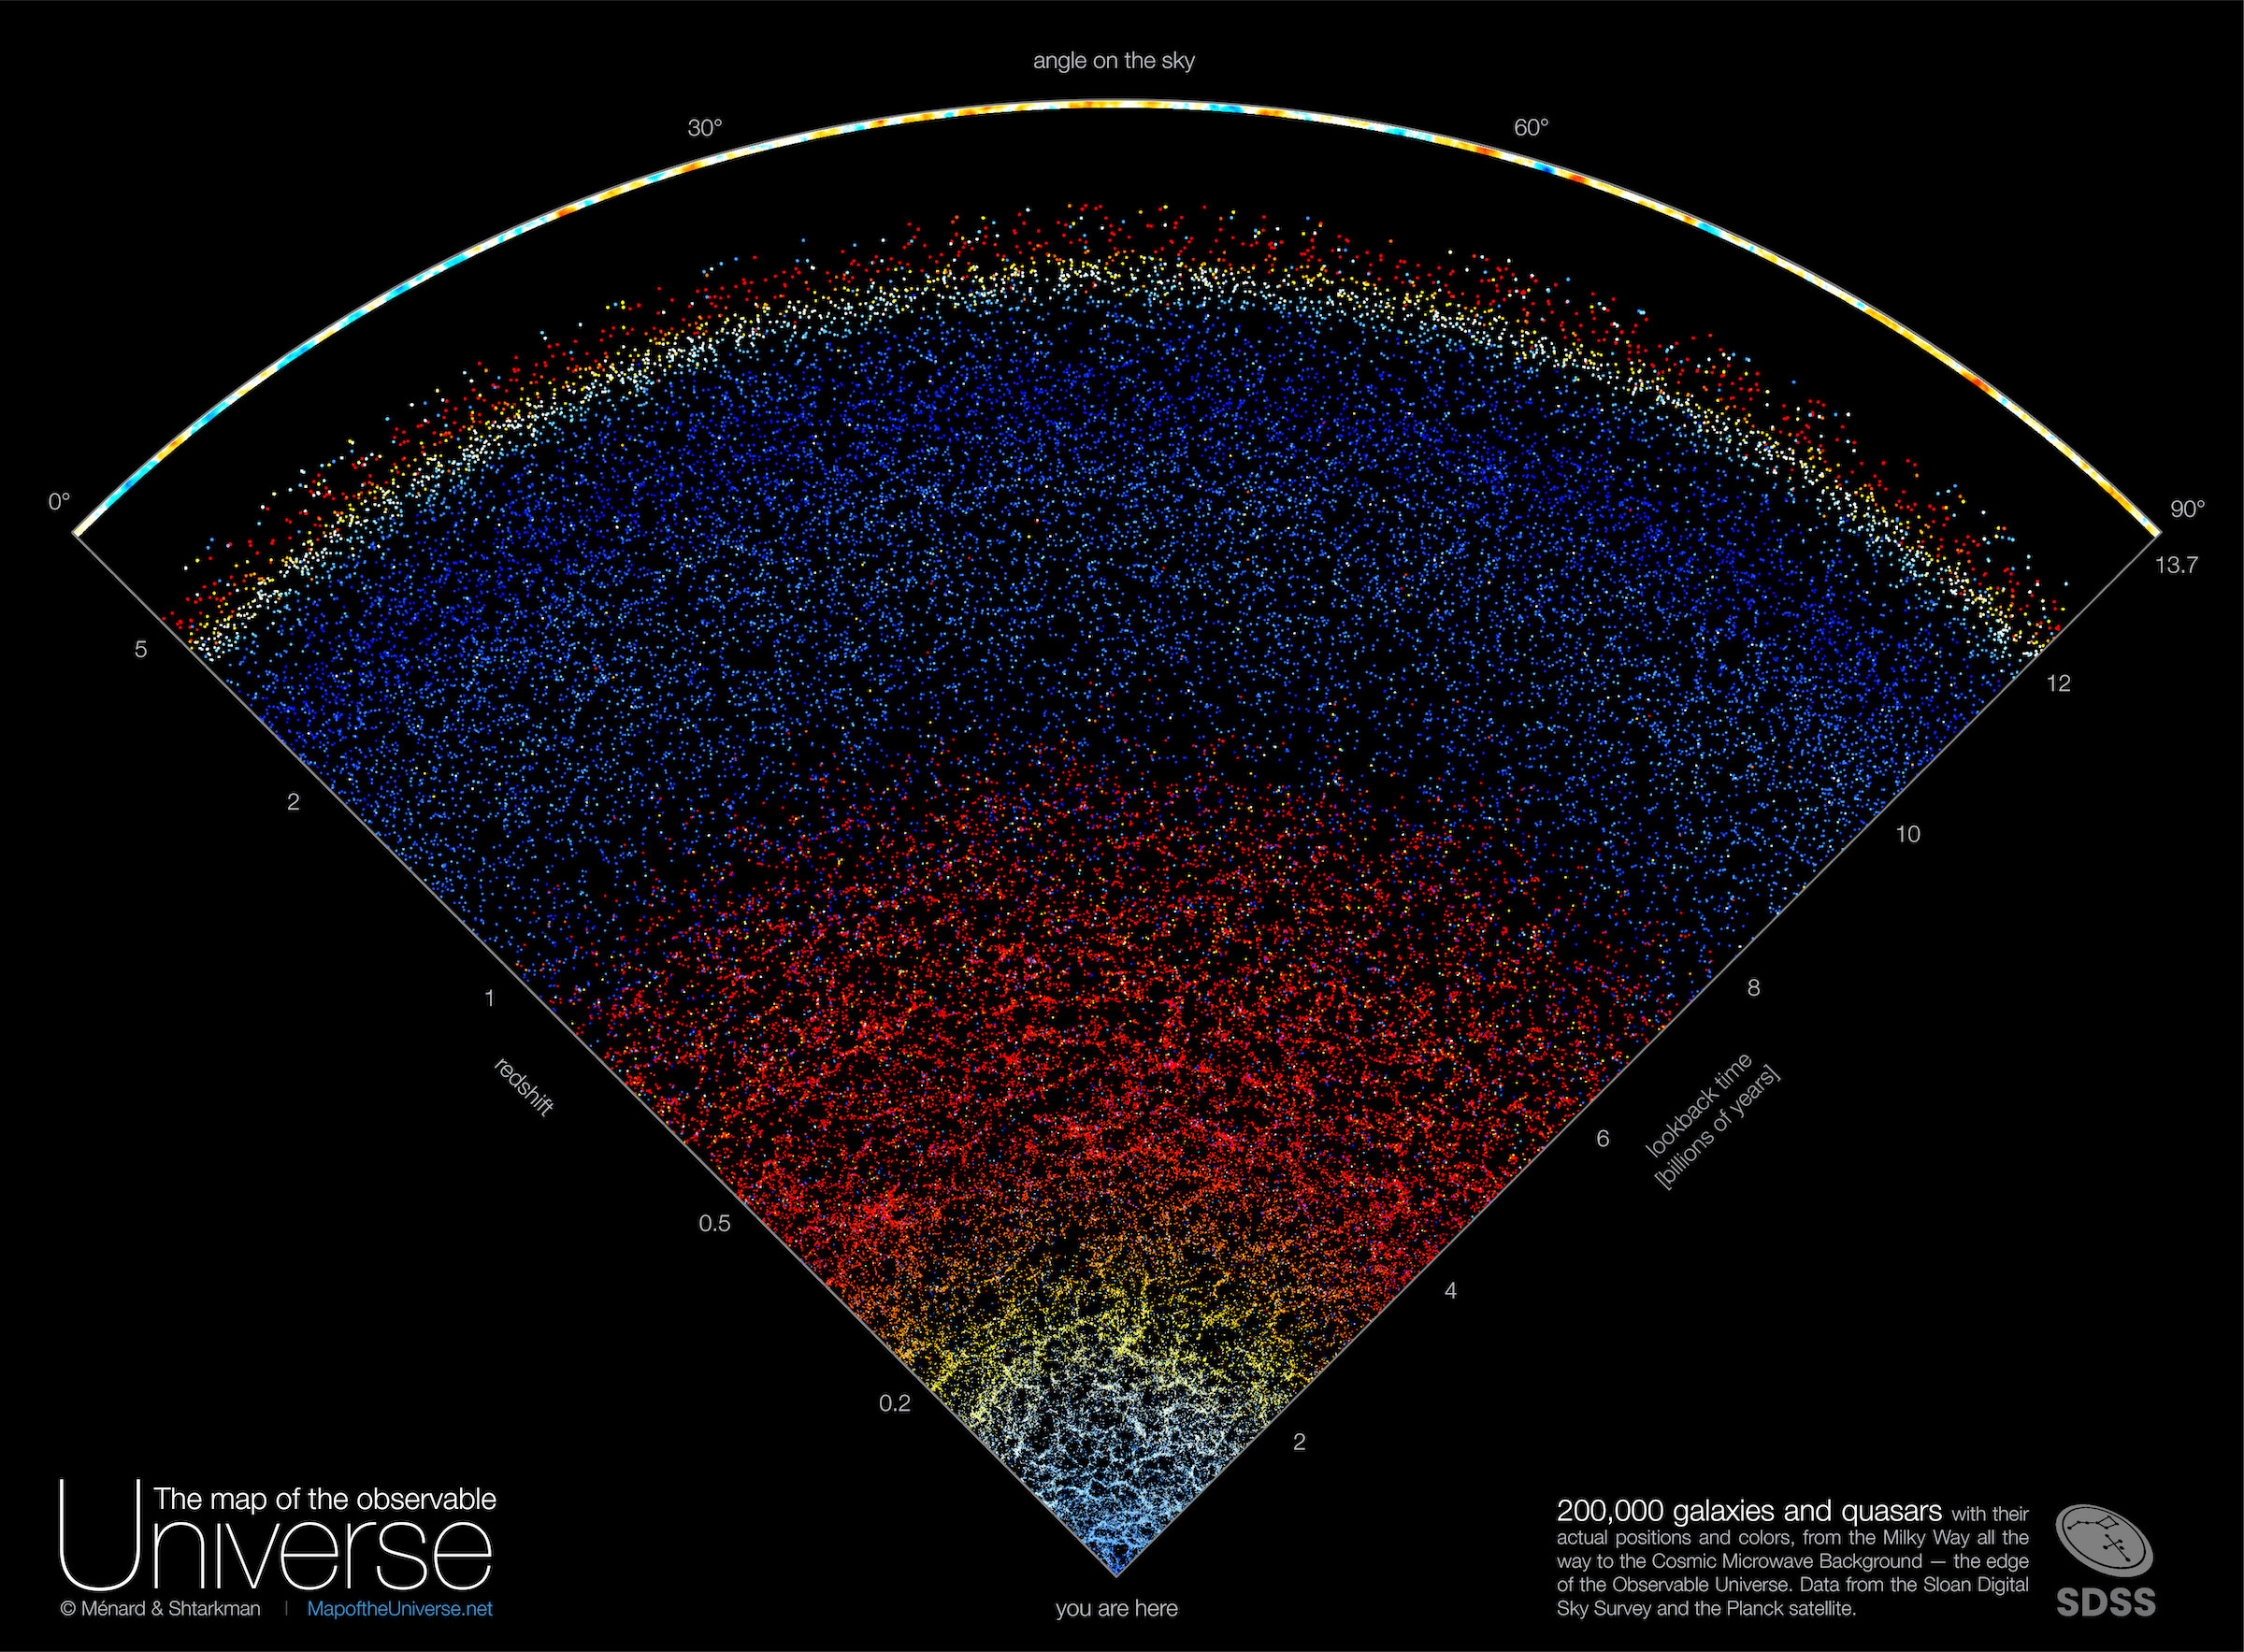 angle on the sky
30°
60°
0°
90°
13.7
5
12
2
10
1
8
redshift
lookback time
[billions of years]
6
0.5
4
0.2
2
The map of the observable
Universe
© Ménard & Shtarkman | MapoftheUniverse.net
you are here
200,000 galaxies and quasars with their
actual positions and colors, from the Milky Way all the
way to the Cosmic Microwave Background — the edge
of the Observable Universe. Data from the Sloan Digital
Sky Survey and the Planck satellite.
SDSS